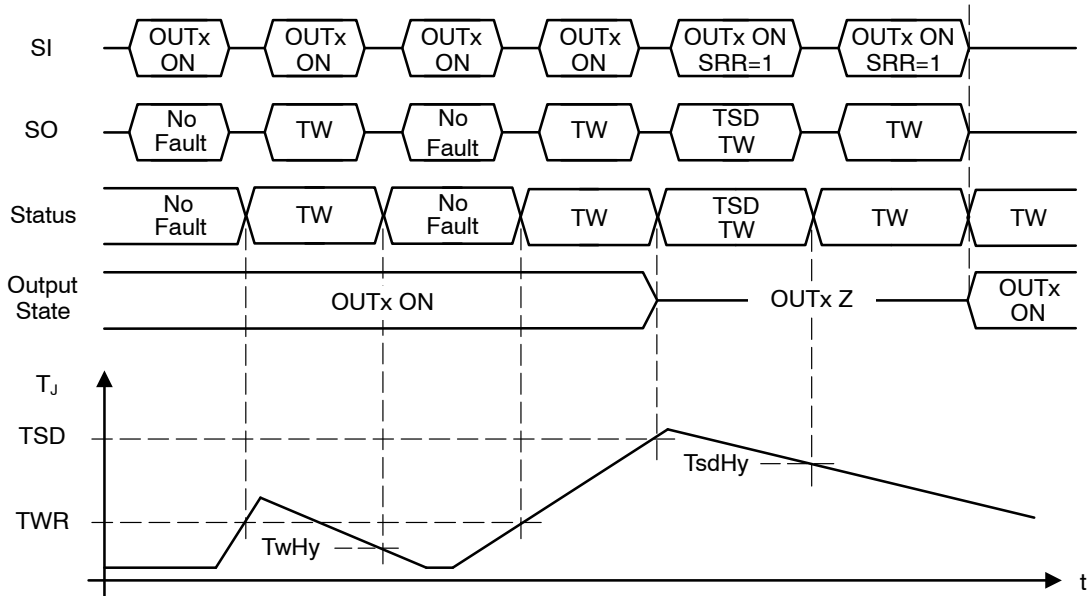 SI
OUTx
ON
OUTx
ON
OUTx
ON
OUTx
ON
OUTx ON
SRR=1
OUTx ON
SRR=1
SO
No
Fault
TW
No
Fault
TW
TSD
TW
TW
Status
No
Fault
TW
No
Fault
TW
TSD
TW
TW
TW
Output
State
OUTx ON
OUTx Z
OUTx
ON
TJ
TSD
TsdHy
TWR
TwHy
t